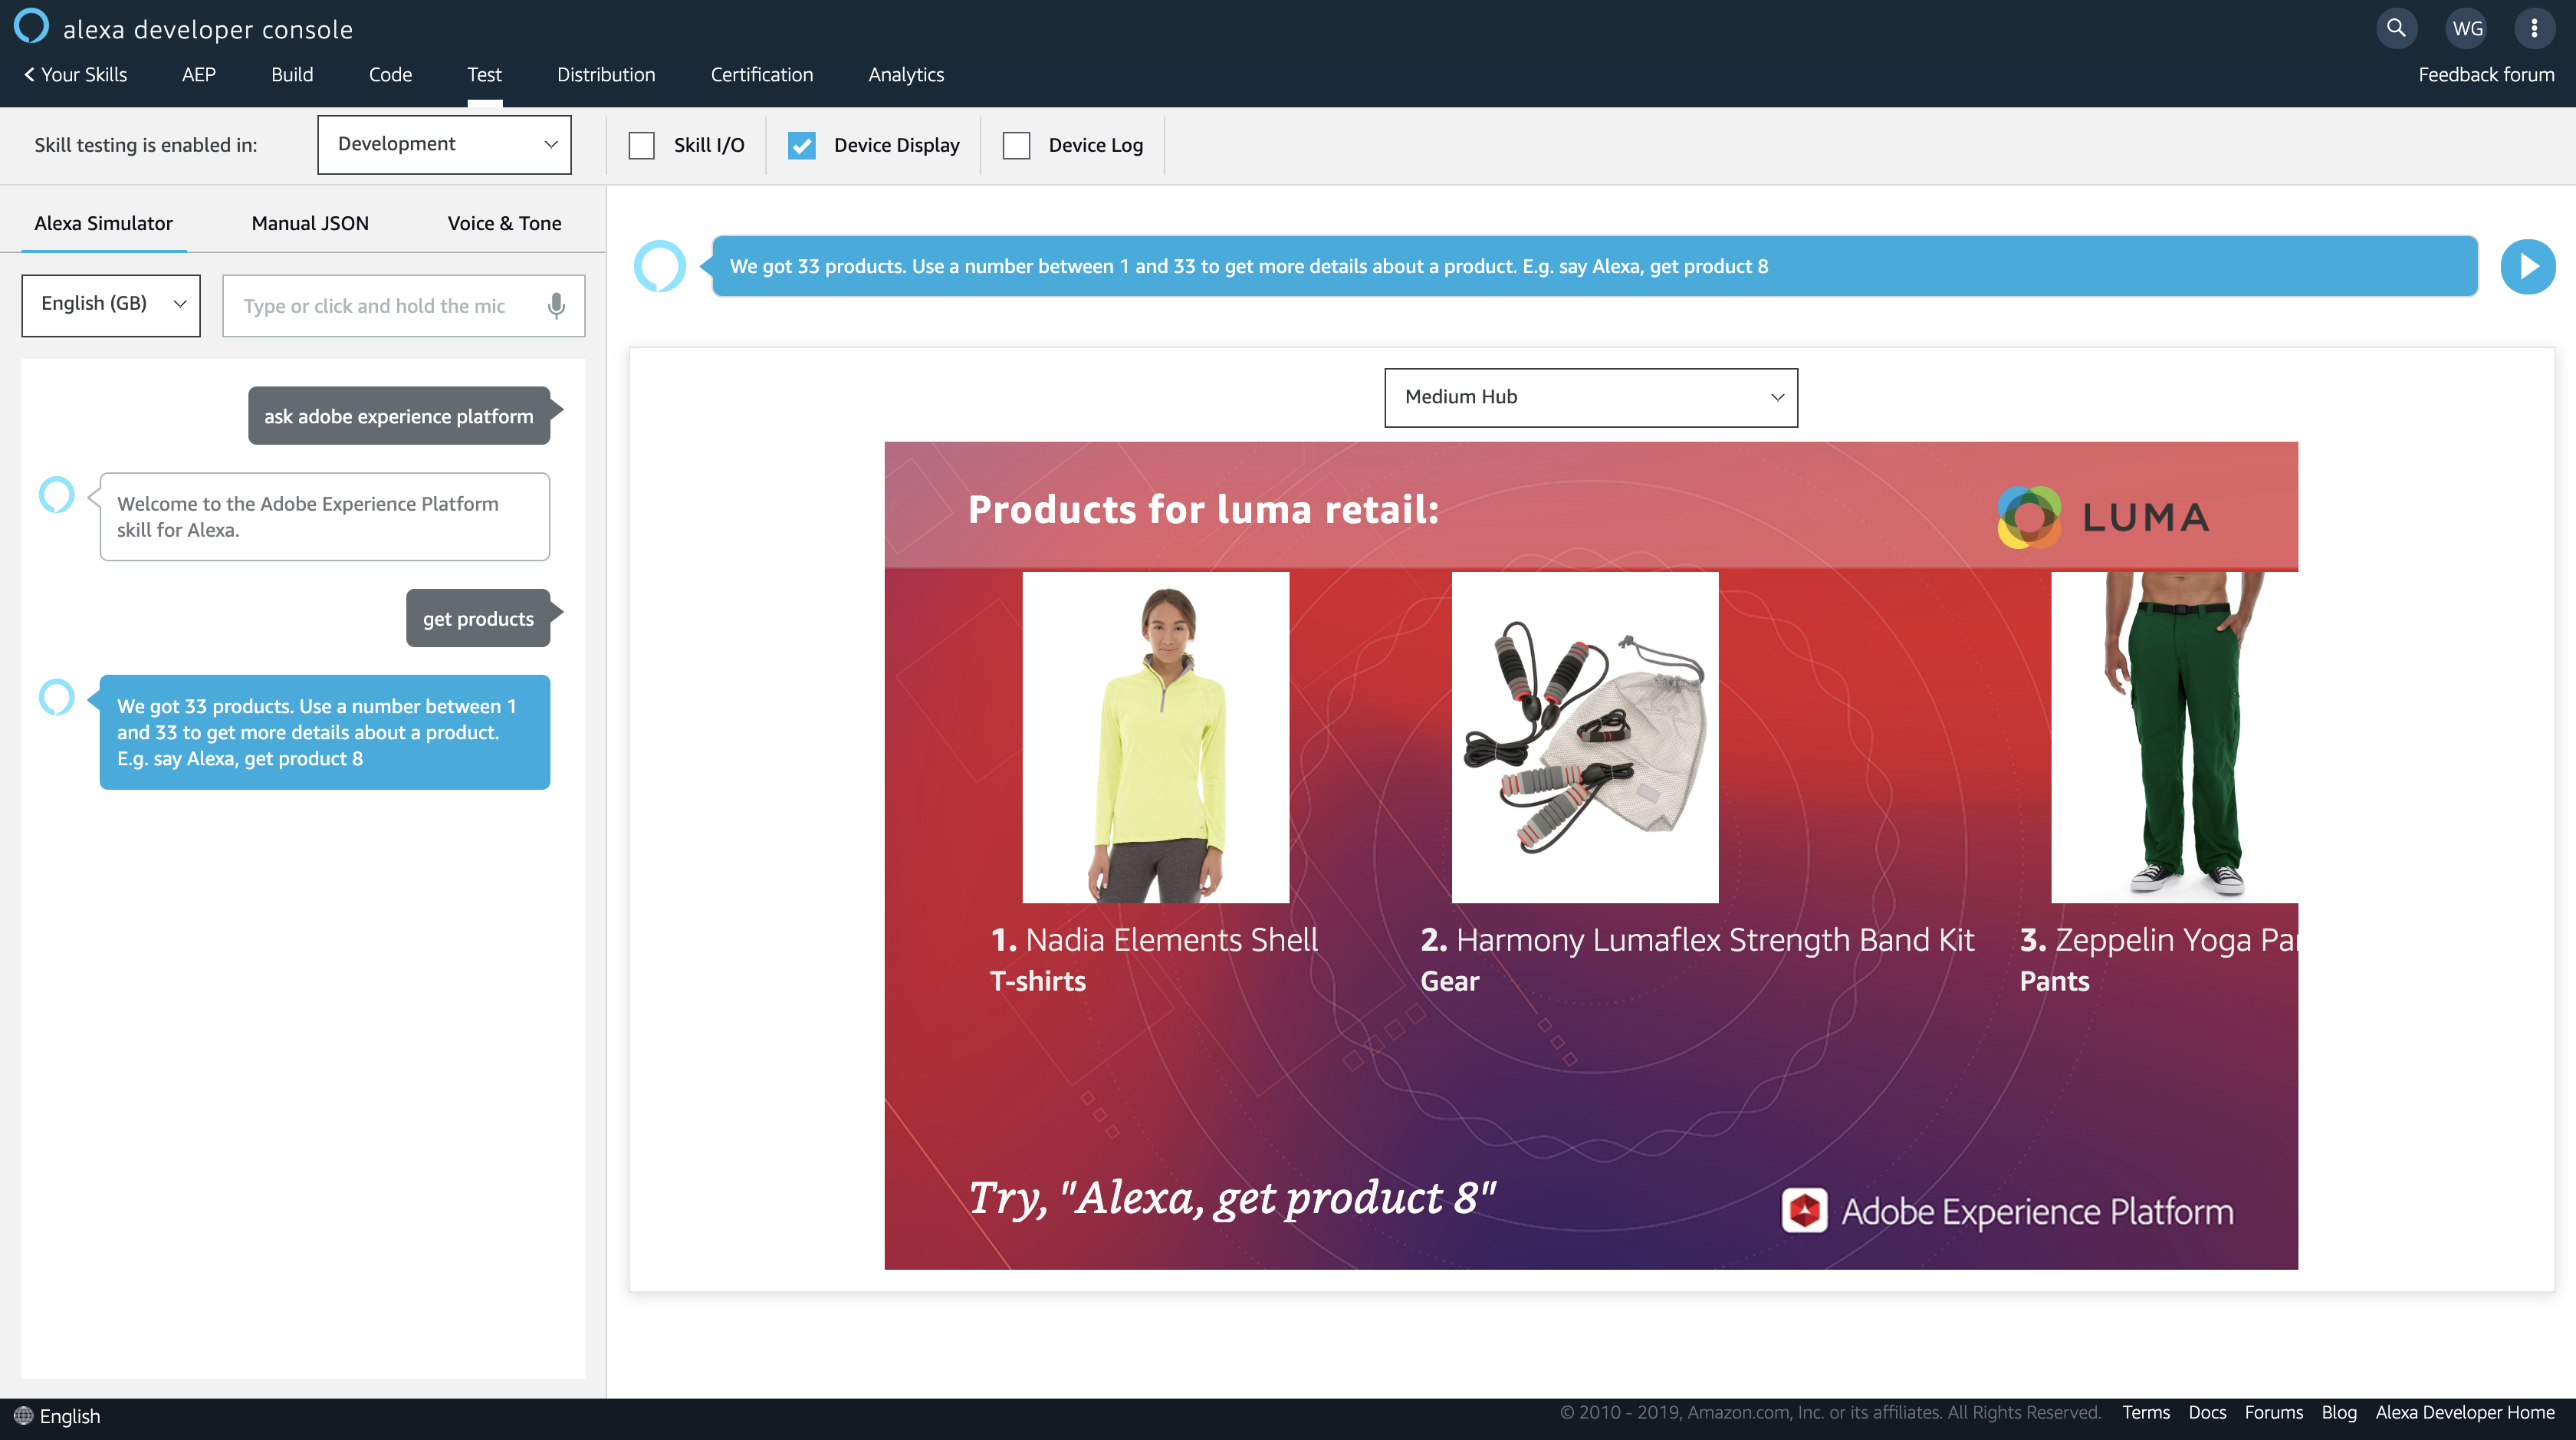 alexa developer console
WG
Your Skills
AEP
Build
Code
Test
Distribution
Certification
Analytics
Feedback forum
Skill testing is enabled in:
Development
Skill I/O
Device Display
Device Log
Alexa Simulator
Manual JSON
Voice & Tone
English (GB)
Type or click and hold the mic
ask adobe experience platform
Welcome to the Adobe Experience Platform
skill for Alexa.
get products
We got 33 products. Use a number between 1
and 33 to get more details about a product.
E.g. say Alexa, get product 8
We got 33 products. Use a number between 1 and 33 to get more details about a product. E.g. say Alexa, get product 8
Medium Hub
Products for luma retail:
LUMA
1. Nadia Elements Shell
T-shirts
2. Harmony Lumaflex Strength Band Kit
Gear
3. Zeppelin Yoga
Pants
Try, "Alexa, get product 8"
Adobe Experience Platform
English
© 2010 - 2019, Amazon.com, Inc. or its affiliates. All Rights Reserved.
Terms
Docs
Forums
Blog
Alexa Developer Home